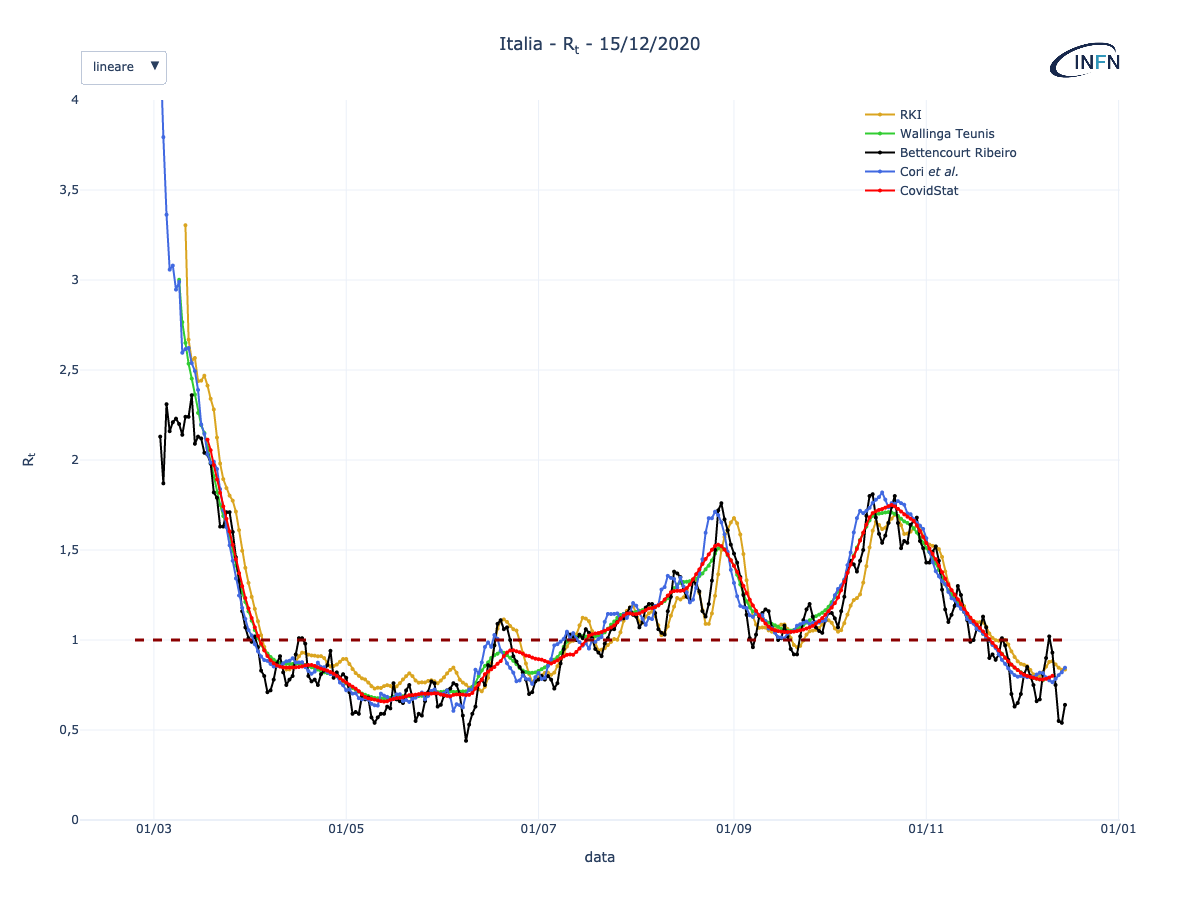 Italia - Rt - 15/12/2020
lineare ▼
INFN
RKI
Wallinga Teunis
Bettencourt Ribeiro
Cori et al.
CovidStat
4
3,5
3
2,5
2
1,5
1
0,5
0
Rt
01/03 01/05 01/07 01/09 01/11 01/01
data